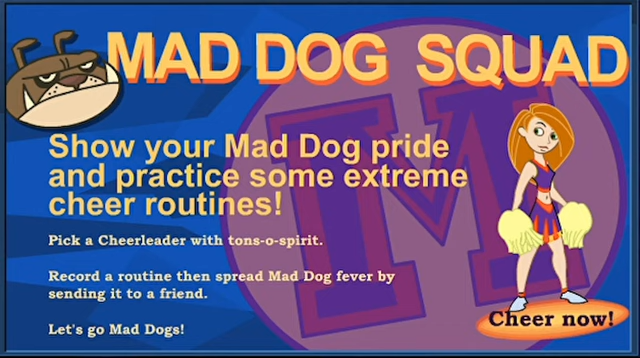 MAD DOG SQUAD
Show your Mad Dog pride
and practice some extreme
cheer routines!
Pick a Cheerleader with tons-o-spirit.
Record a routine then spread Mad Dog fever by
sending it to a friend.
Let's go Mad Dogs!
M
Cheer now!